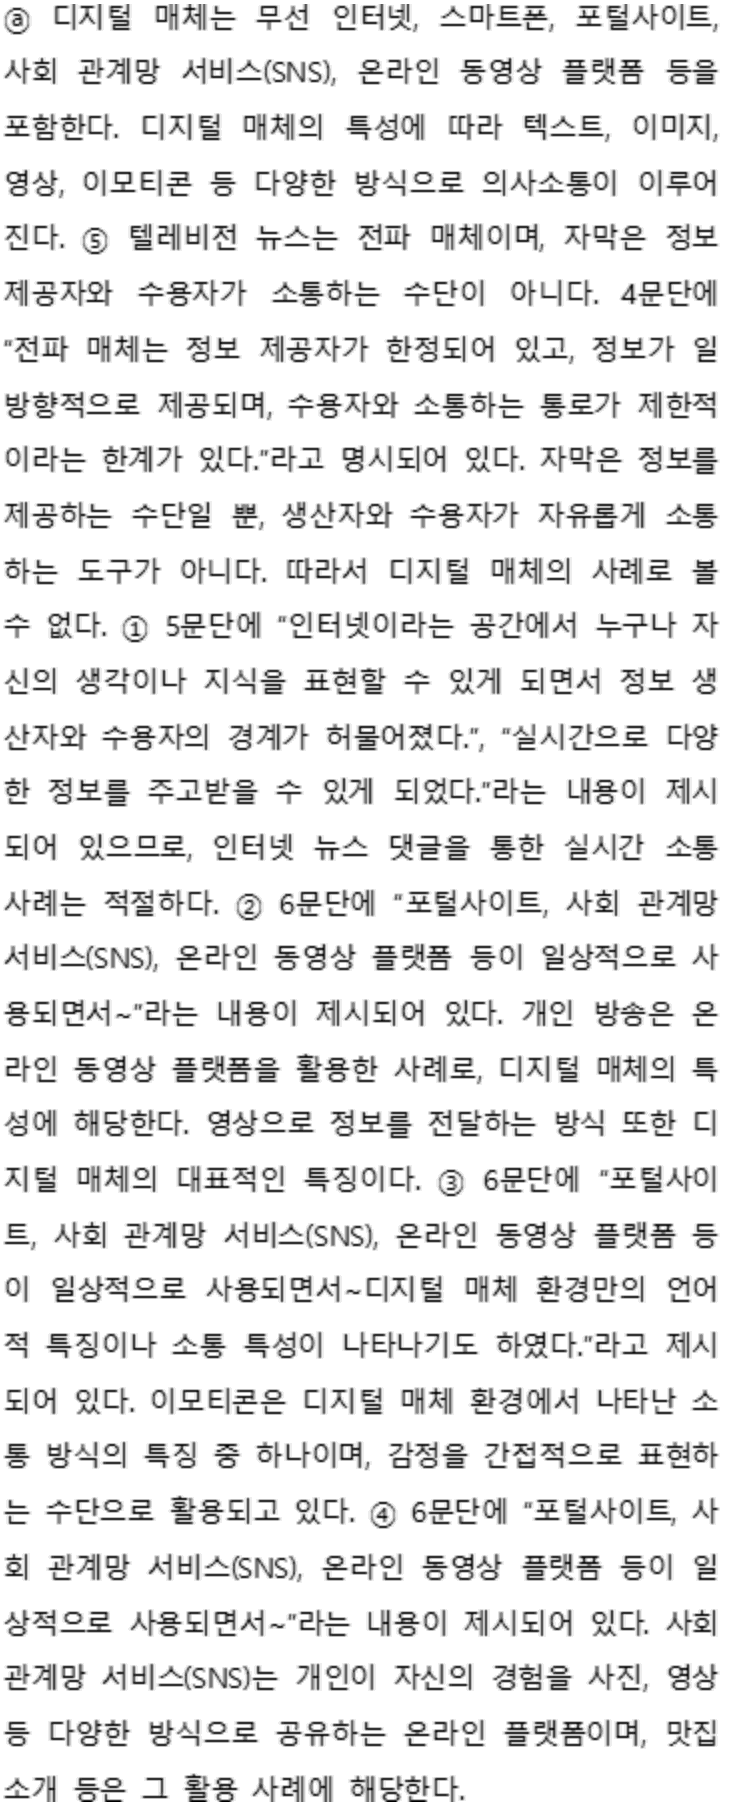 ⓐ 디지털 매체는 무선 인터넷, 스마트폰, 포털사이트,
사회 관계망 서비스(SNS), 온라인 동영상 플랫폼 등을
포함한다. 디지털 매체의 특성에 따라 텍스트, 이미지,
영상, 이모티콘 등 다양한 방식으로 의사소통이 이루어
진다. ⑤ 텔레비전 뉴스는 전파 매체이며, 자막은 정보
제공자와 수용자가 소통하는 수단이 아니다. 4문단에
“전파 매체는 정보 제공자가 한정되어 있고, 정보가 일
방향적으로 제공되며, 수용자와 소통하는 통로가 제한적
이라는 한계가 있다.”라고 명시되어 있다. 자막은 정보를
제공하는 수단일 뿐, 생산자와 수용자가 자유롭게 소통
하는 도구가 아니다. 따라서 디지털 매체의 사례로 볼
수 없다. ① 5문단에 “인터넷이라는 공간에서 누구나 자
신의 생각이나 지식을 표현할 수 있게 되면서 정보 생
산자와 수용자의 경계가 허물어졌다.”, “실시간으로 다양
한 정보를 주고받을 수 있게 되었다.”라는 내용이 제시
되어 있으므로, 인터넷 뉴스 댓글을 통한 실시간 소통
사례는 적절하다. ② 6문단에 “포털사이트, 사회 관계망
서비스(SNS), 온라인 동영상 플랫폼 등이 일상적으로 사
용되면서~”라는 내용이 제시되어 있다. 개인 방송은 온
라인 동영상 플랫폼을 활용한 사례로, 디지털 매체의 특
성에 해당한다. 영상으로 정보를 전달하는 방식 또한 디
지털 매체의 대표적인 특징이다. ③ 6문단에 “포털사이
트, 사회 관계망 서비스(SNS), 온라인 동영상 플랫폼 등
이 일상적으로 사용되면서~디지털 매체 환경만의 언어
적 특징이나 소통 특성이 나타나기도 하였다.”라고 제시
되어 있다. 이모티콘은 디지털 매체 환경에서 나타난 소
통 방식의 특징 중 하나이며, 감정을 간접적으로 표현하
는 수단으로 활용되고 있다. ④ 6문단에 “포털사이트, 사
회 관계망 서비스(SNS), 온라인 동영상 플랫폼 등이 일
상적으로 사용되면서~”라는 내용이 제시되어 있다. 사회
관계망 서비스(SNS)는 개인이 자신의 경험을 사진, 영상
등 다양한 방식으로 공유하는 온라인 플랫폼이며, 맛집
소개 등은 그 활용 사례에 해당한다.